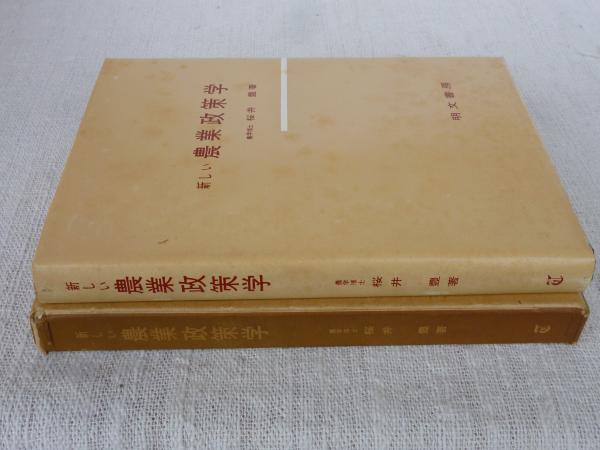 新しい 農業政策学
農学博士 桜井 豊著
明文書房
新しい 農業政策学 農学博士 桜井 豊著
新しい 農業政策学 農学博士 桜井 豊著